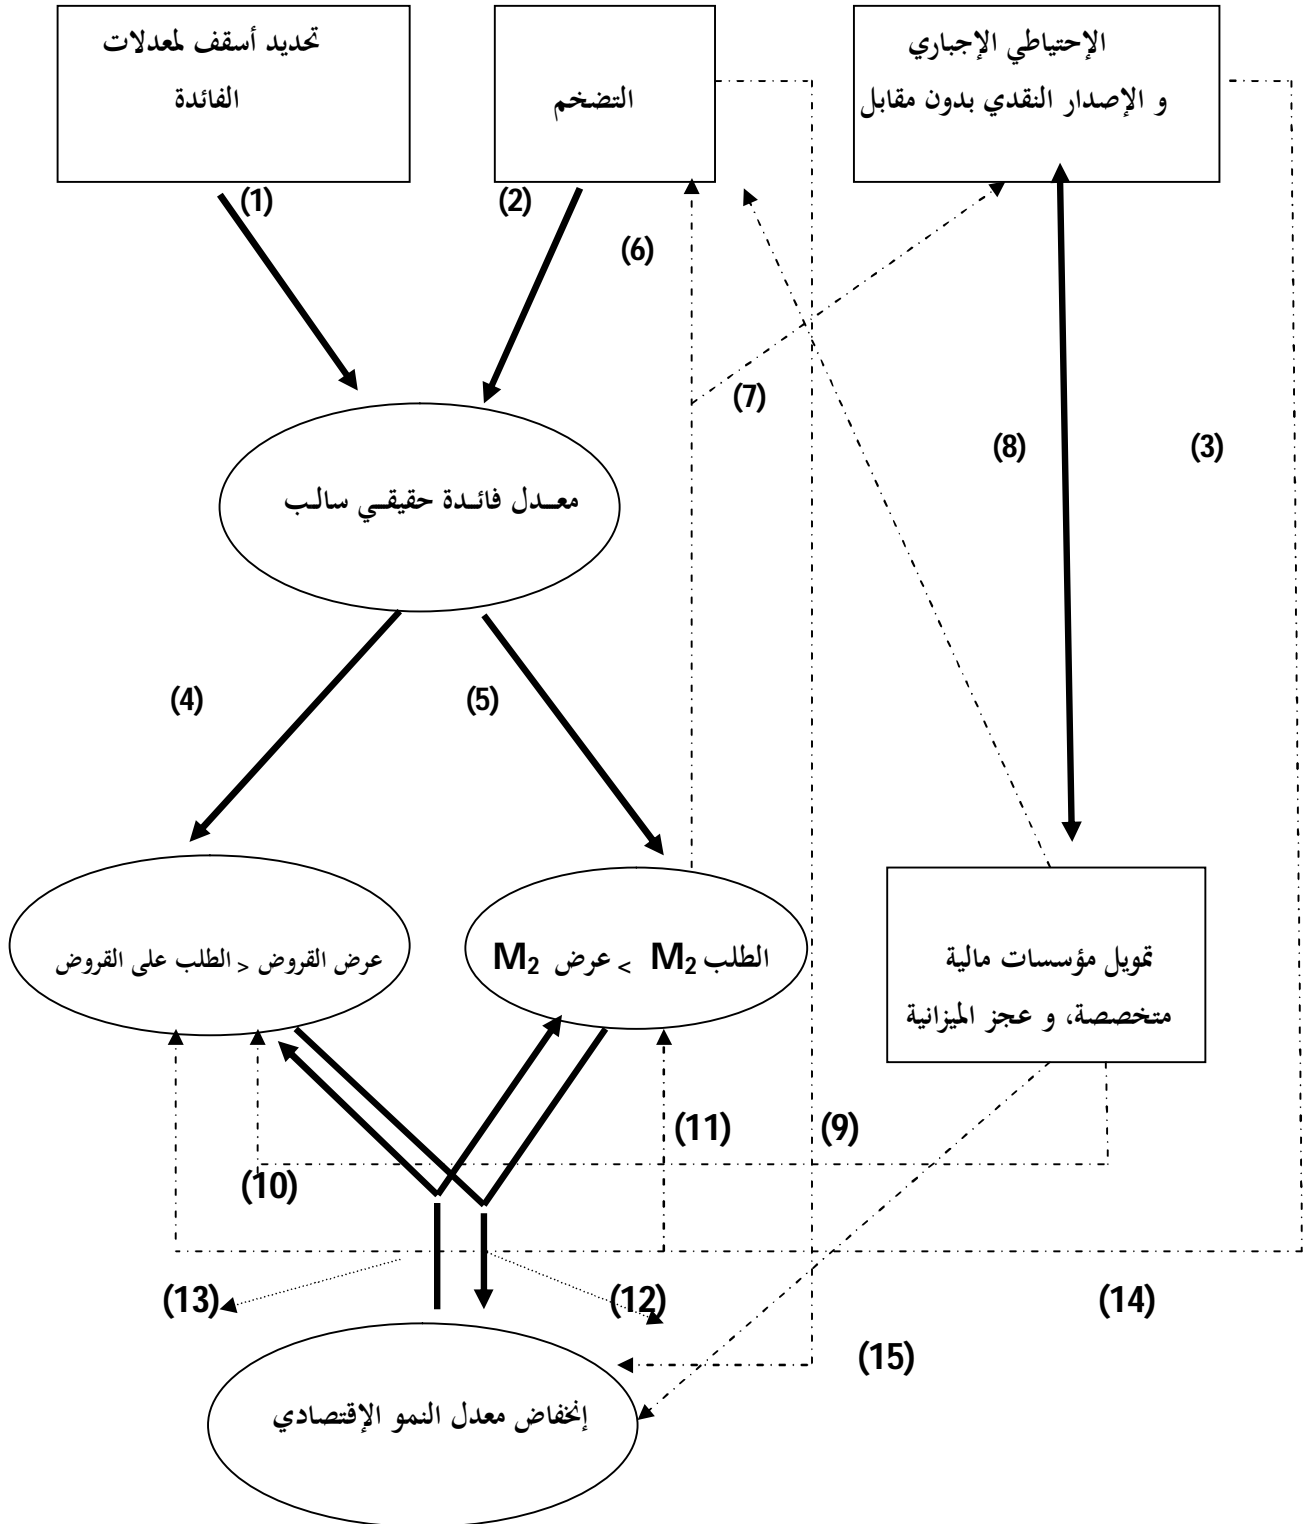 الإحتياطي الإجباري
و الإصدار النقدي بدون مقابل
التضخم
تحديد أسقف لمعدلات
الفائدة
(1)
(2)
(6)
(7)
(8)
(3)
معــدل فائـدة حقيقـي سالـب
(4)
(5)
تمويل مؤسسات مالية
متخصصة، و عجز الميزانية
الطلب M2 > عرض M2
عرض القروض < الطلب على القروض
(11)
(9)
(10)
(13)
(12)
(14)
(15)
إنخفاض معدل النمو الإقتصادي